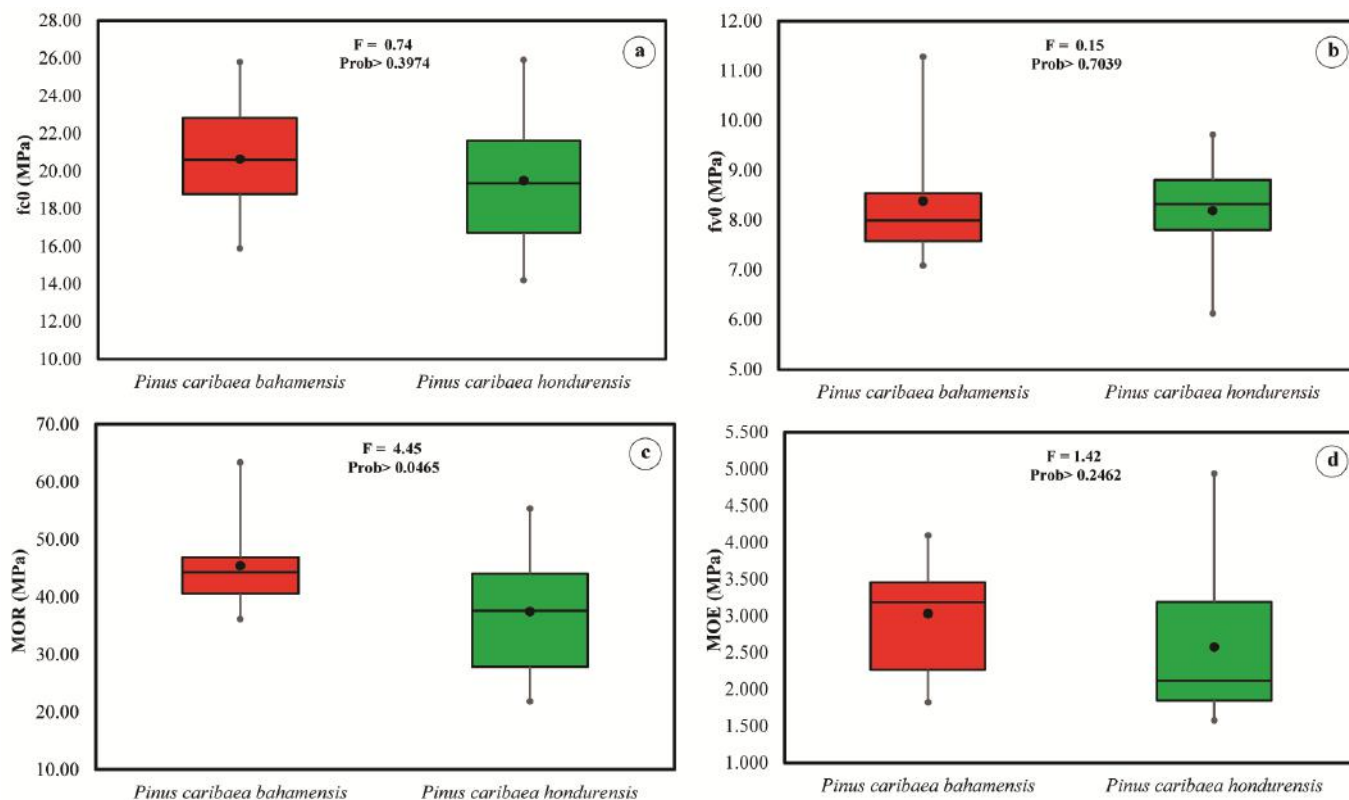 28.00
26.00
24.00
22.00
20.00
18.00
16.00
14.00
12.00
10.00
fc0 (MPa)
F = 0.74
Prob> 0.3974
a
Pinus caribaea bahamensis
Pinus caribaea hondurensis
12.00
11.00
10.00
9.00
8.00
7.00
6.00
5.00
fv0 (MPa)
F = 0.15
Prob> 0.7039
b
Pinus caribaea bahamensis
Pinus caribaea hondurensis
70.00
60.00
50.00
40.00
30.00
20.00
10.00
MOR (MPa)
F = 4.45
Prob> 0.0465
c
Pinus caribaea bahamensis
Pinus caribaea hondurensis
5.500
5.000
4.500
4.000
3.500
3.000
2.500
2.000
1.500
1.000
MOE (MPa)
F = 1.42
Prob> 0.2462
d
Pinus caribaea bahamensis
Pinus caribaea hondurensis